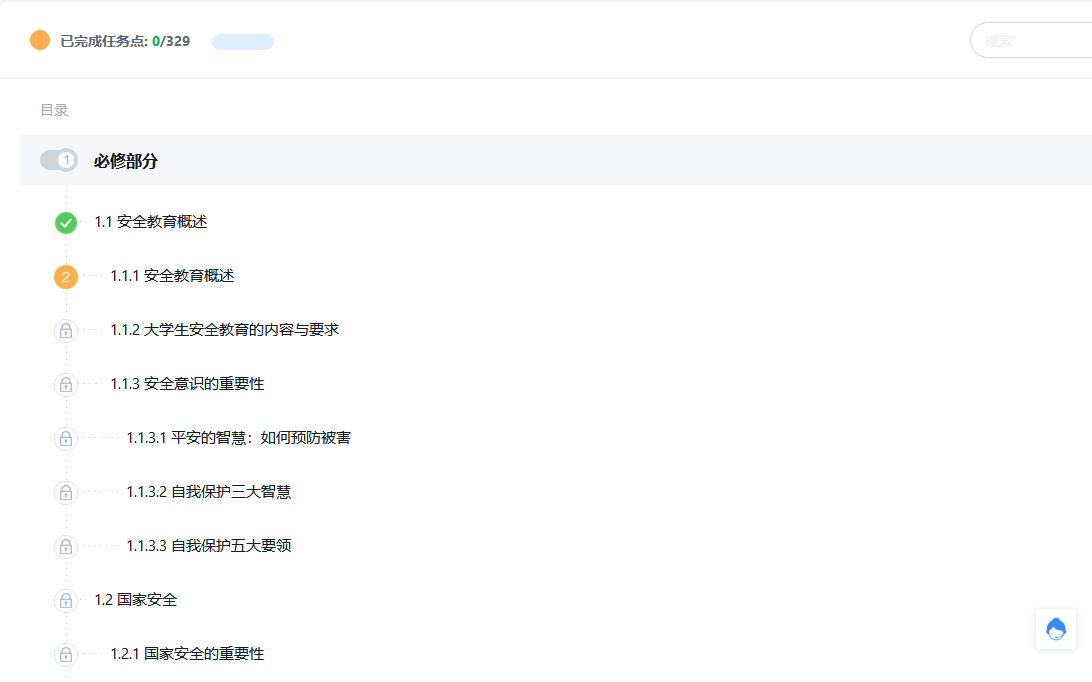 已完成任务点: 0/329
搜索
目录
1 必修部分
1.1 安全教育概述
2 1.1.1 安全教育概述
1.1.2 大学生安全教育的内容与要求
1.1.3 安全意识的重要性
1.1.3.1 平安的智慧：如何预防被害
1.1.3.2 自我保护三大智慧
1.1.3.3 自我保护五大要领
1.2 国家安全
1.2.1 国家安全的重要性